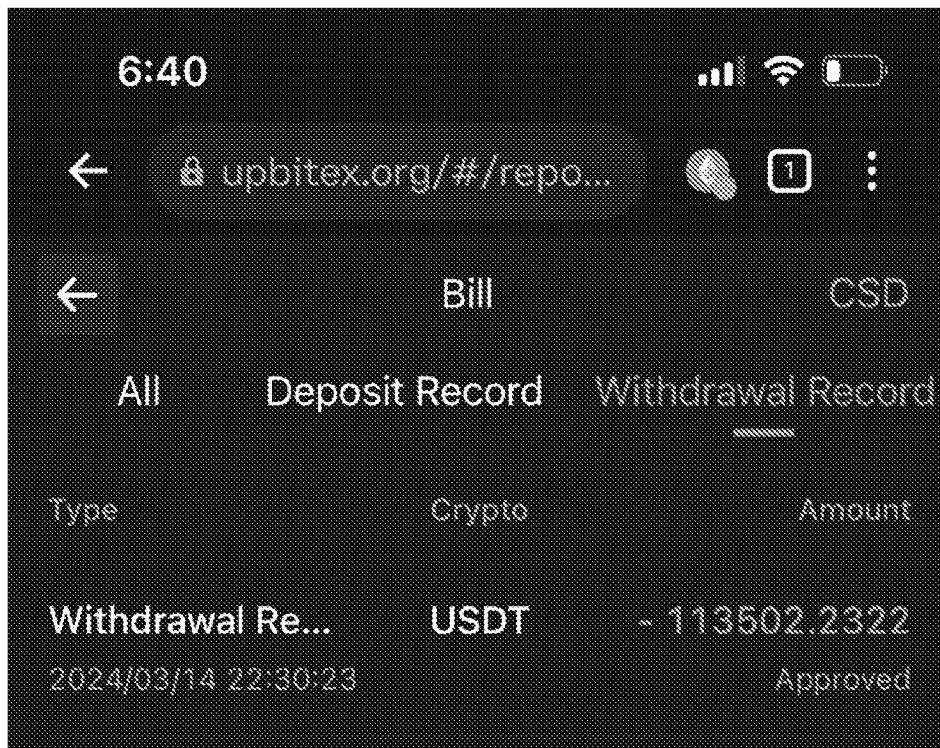 6:40
upbitex.org/#/repo...
1
Bill CSD
All Deposit Record Withdrawal Record
Type Crypto Amount
Withdrawal Re... USDT - 113502.2322
2024/03/14 22:30:23 Approved